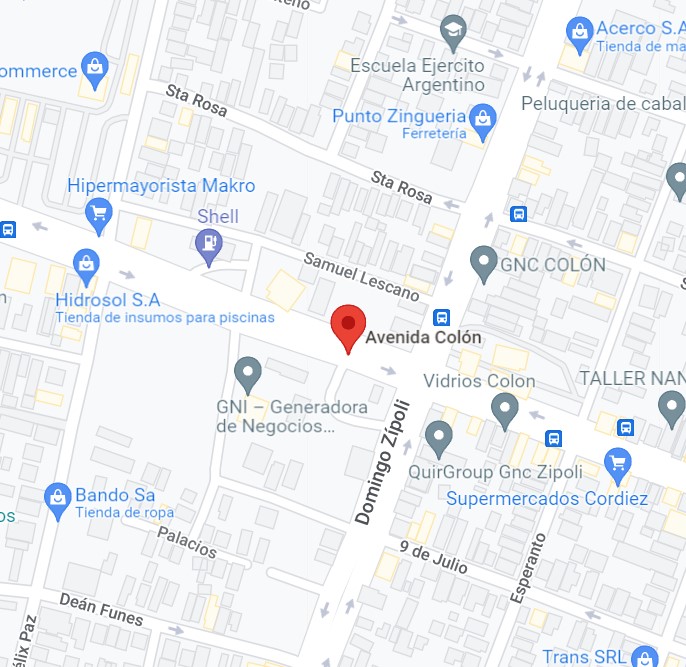 reno
Acerco S.A
Tienda de ma
ommerce
Escuela Ejercito
Argentino
Sta Rosa
Punto Zingueria
Ferretería
Peluqueria de cabal
Sta Rosa
Hipermayorista Makro
Shell
Samuel Lescano
GNC COLÓN
Hidrosol S.A
Tienda de insumos para piscinas
n
Avenida Colón
Vidrios Colon
TALLER NAN
GNI – Generadora
de Negocios...
Domingo Zípoli
QuirGroup Gnc Zipoli
Supermercados Cordiez
Bando Sa
Tienda de ropa
os
Palacios
9 de Julio
Esperanto
Deán Funes
élix Paz
Trans SRL